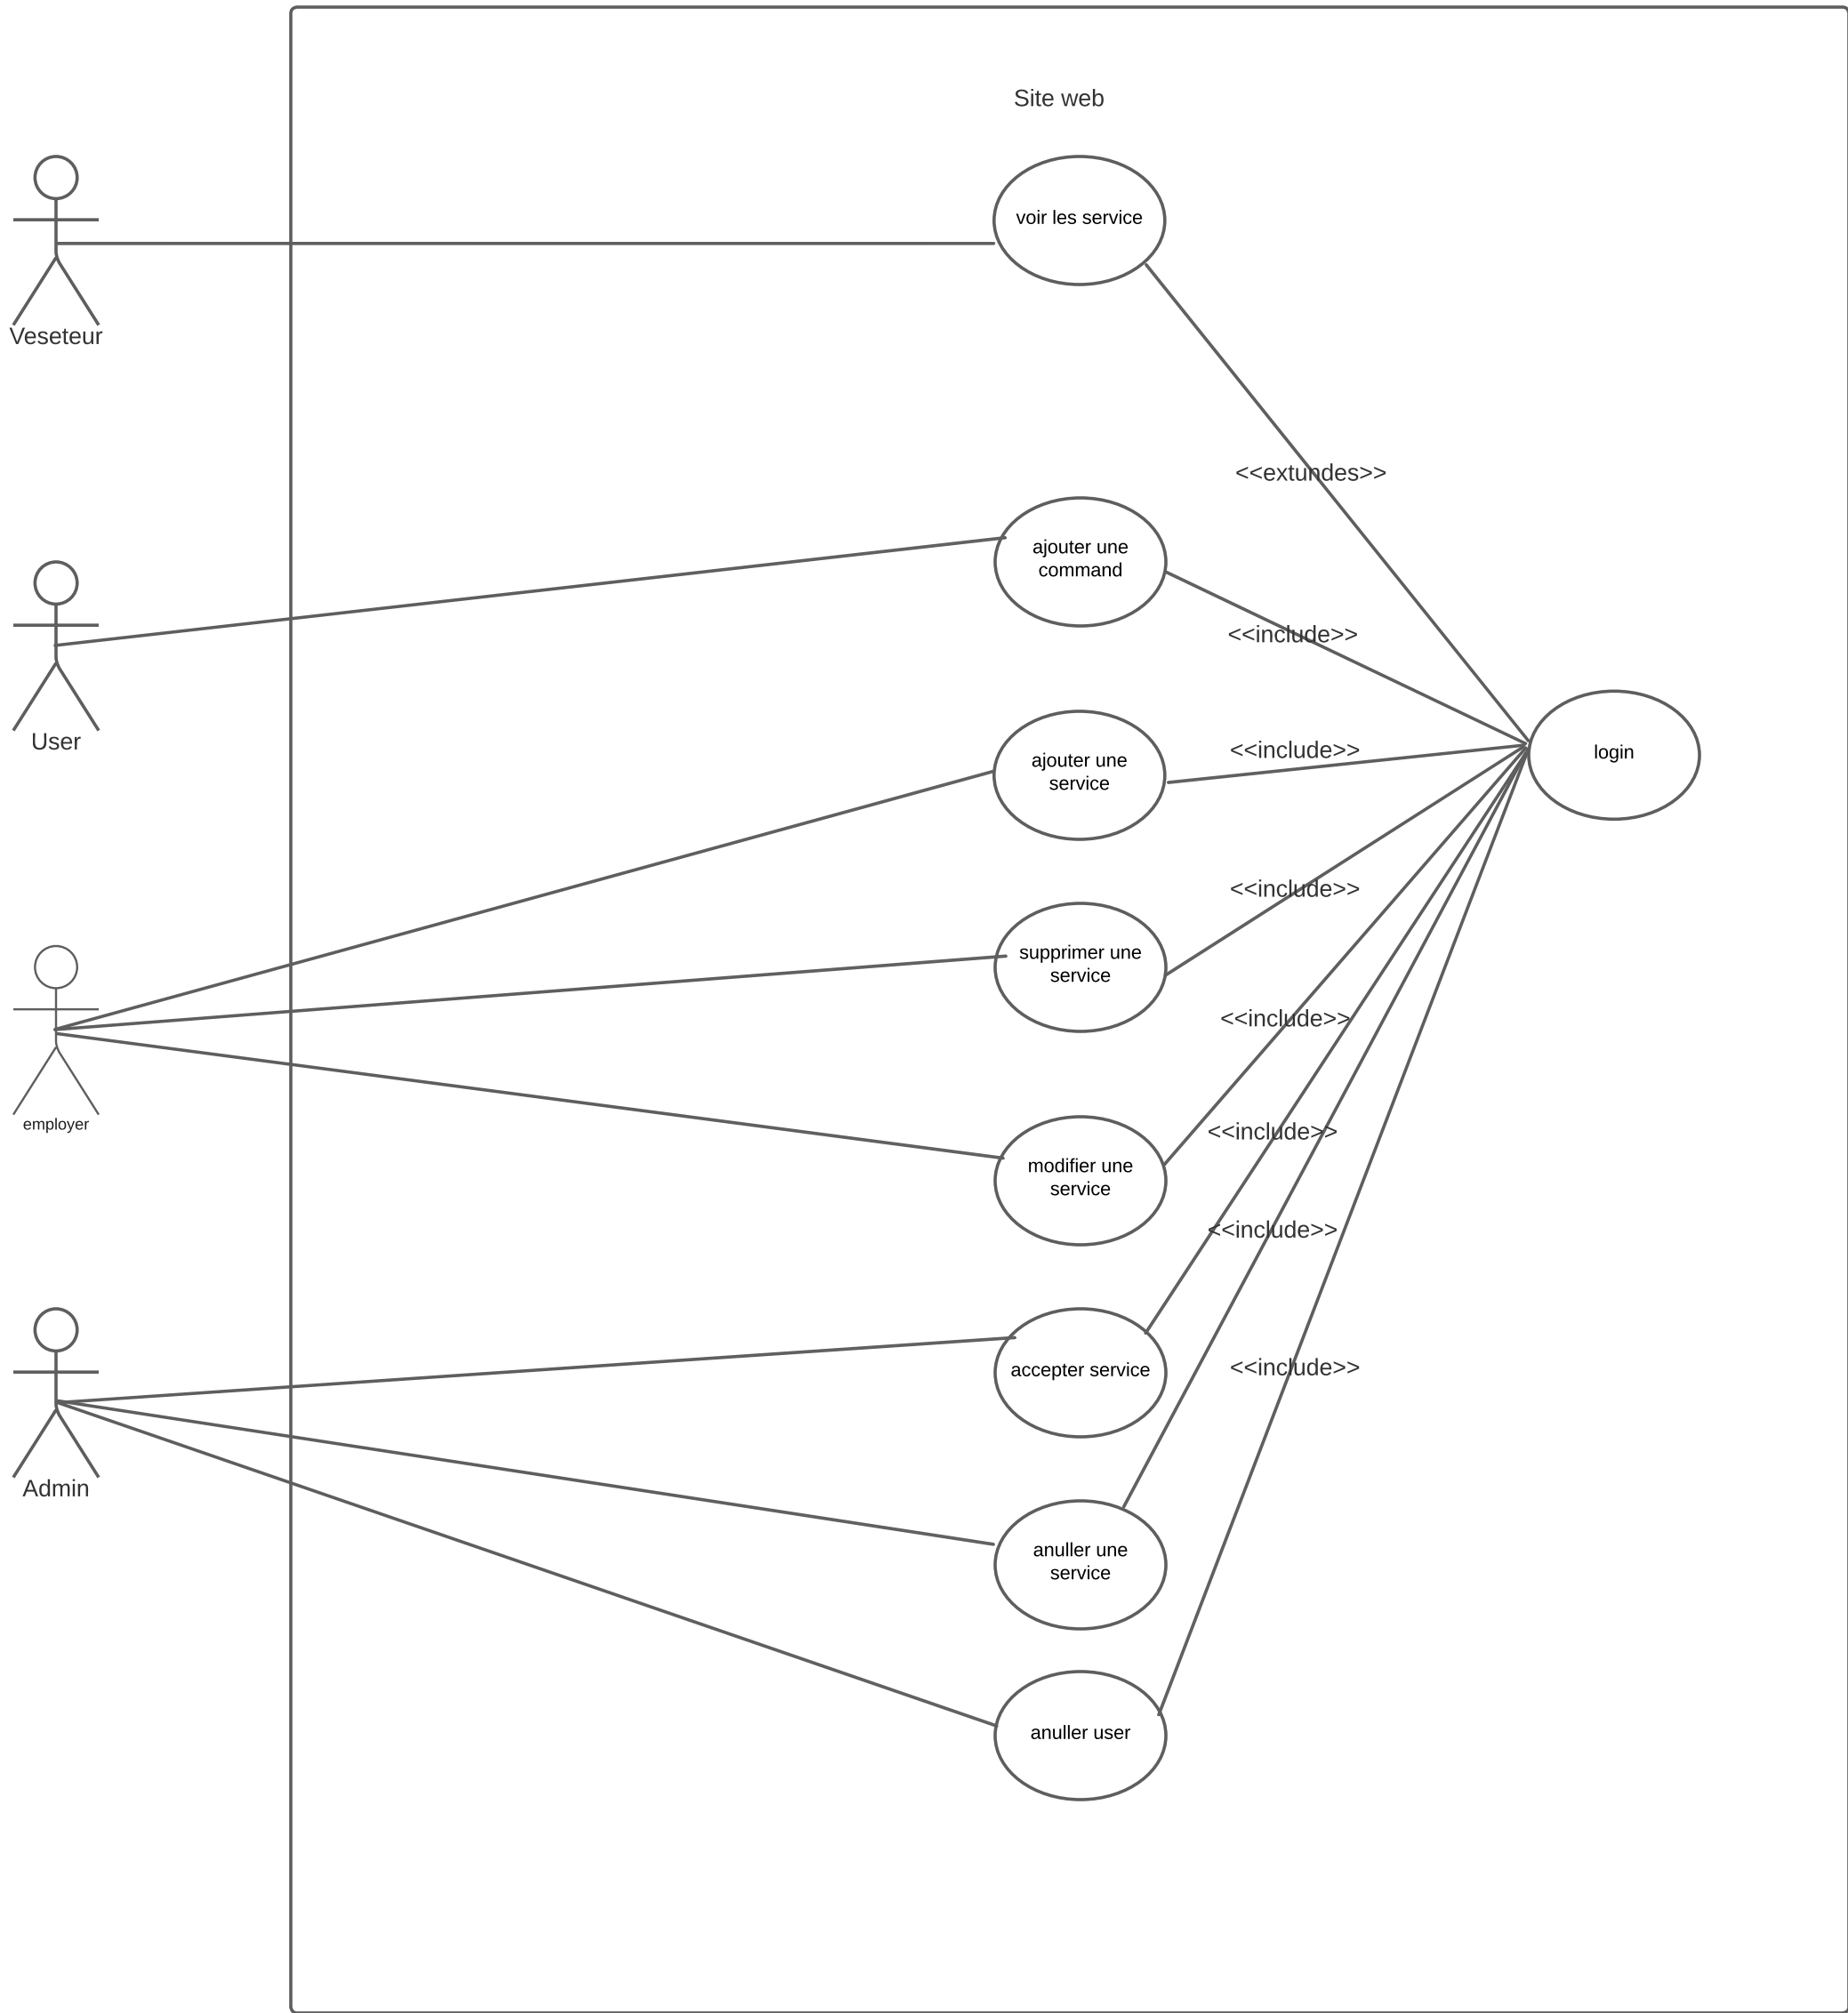 Site web
voir les service
Veseteur
<<extundes>>
ajouter une
command
<<include>>
User
ajouter une
service
<<include>>
login
<<include>>
supprimer une
service
<<include>>
employer
<<include>>
modifier une
service
<<include>>
accepter service
<<include>>
Admin
anuller une
service
anuller user